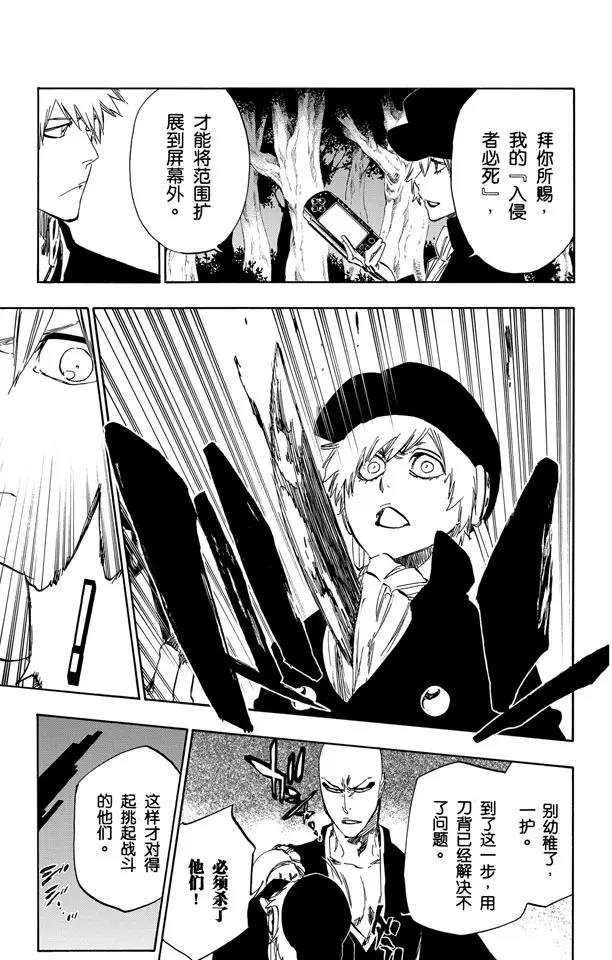 拜你所赐，
我的『入侵
者必死』，
才能将范围扩
展到屏幕外。
别幼稚了，
一护。
到了这一步，用
刀背已经解决不
了问题。
必须杀了
他们！
这样才对得
起挑起战斗
的他们。